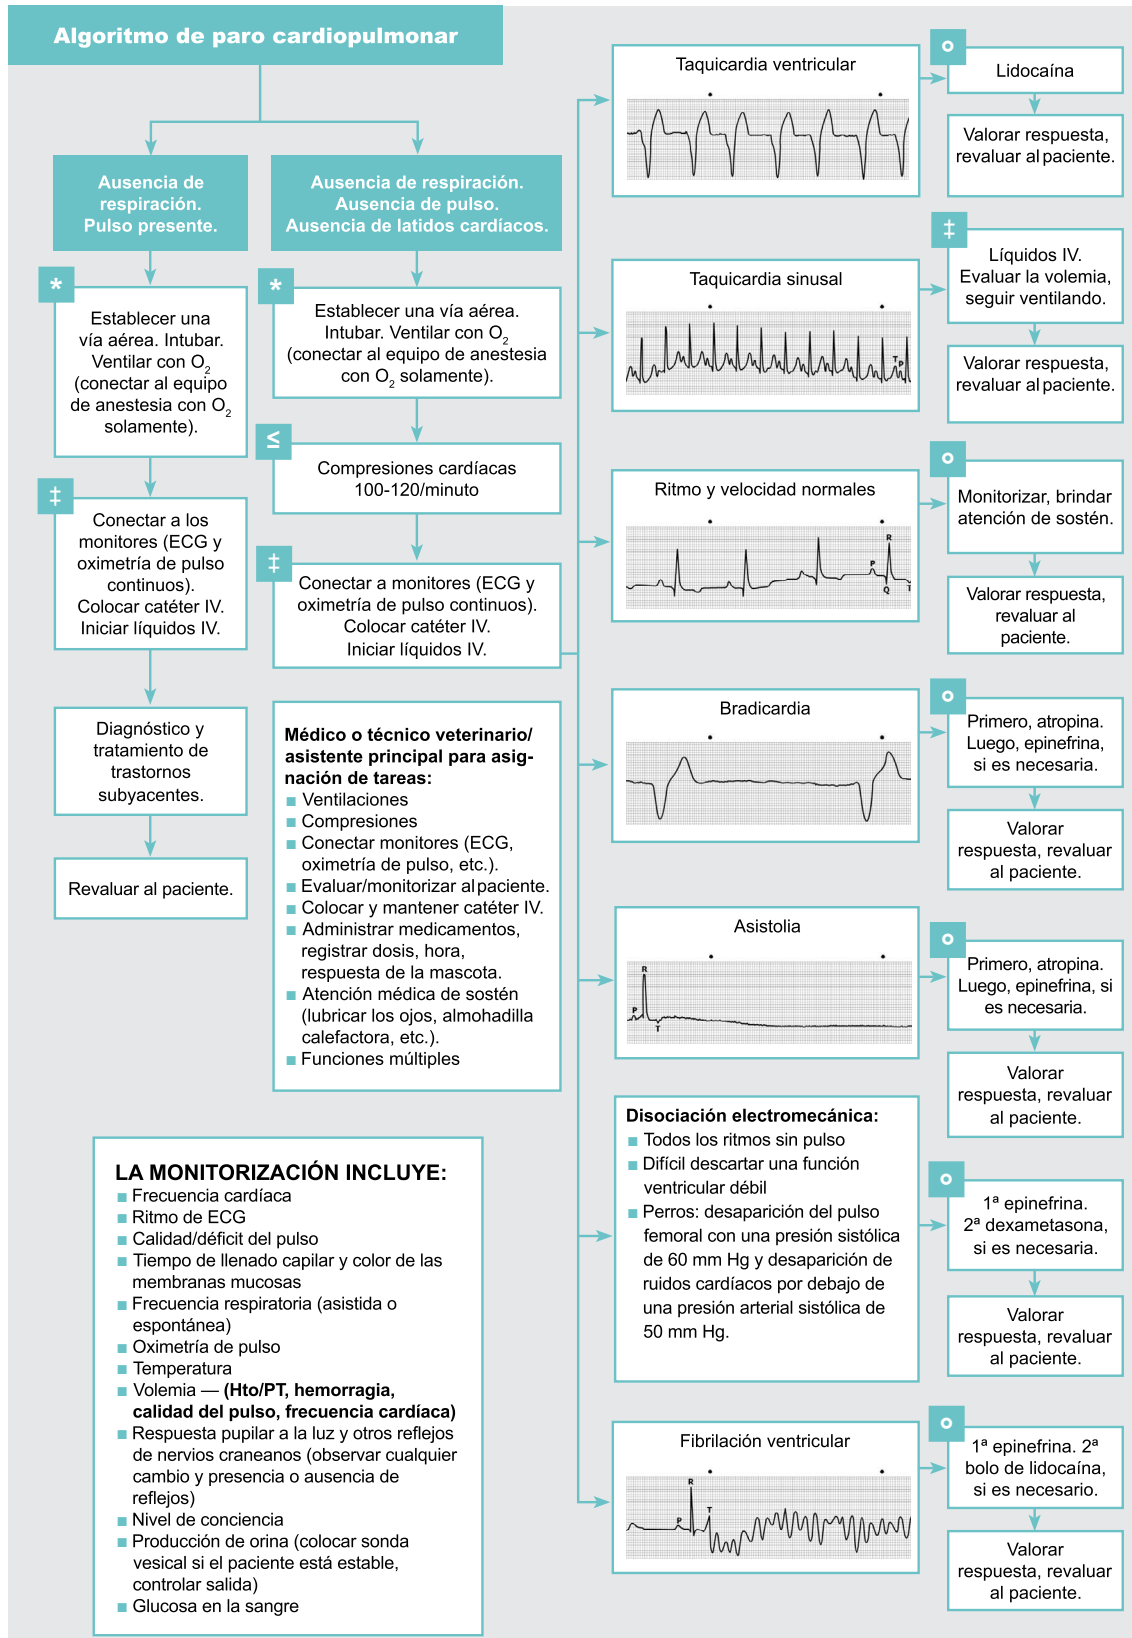 Algoritmo de paro cardiopulmonar
Ausencia de
respiración.
Pulso presente.
*
Establecer una
vía aérea. Intubar.
Ventilar con O2
(conectar al equipo
de anestesia con O2
solamente).
‡
Conectar a los
monitores (ECG y
oximetría de pulso
continuos).
Colocar catéter IV.
Iniciar líquidos IV.
Diagnóstico y
tratamiento de
trastornos
subyacentes.
Revaluar al paciente.
Ausencia de respiración.
Ausencia de pulso.
Ausencia de latidos cardíacos.
*
Establecer una vía aérea.
Intubar. Ventilar con O2
(conectar al equipo de anestesia
con O2 solamente).
≤
Compresiones cardíacas
100-120/minuto
‡
Conectar a monitores (ECG y
oximetría de pulso continuos).
Colocar catéter IV.
Iniciar líquidos IV.
Médico o técnico veterinario/
asistente principal para asig-
nación de tareas:
■ Ventilaciones
■ Compresiones
■ Conectar monitores (ECG,
oximetría de pulso, etc.).
■ Evaluar/monitorizar al paciente.
■ Colocar y mantener catéter IV.
■ Administrar medicamentos,
registrar dosis, hora,
respuesta de la mascota.
■ Atención médica de sostén
(lubricar los ojos, almohadilla
calefactora, etc.).
■ Funciones múltiples
LA MONITORIZACIÓN INCLUYE:
■ Frecuencia cardíaca
■ Ritmo de ECG
■ Calidad/déficit del pulso
■ Tiempo de llenado capilar y color de las
membranas mucosas
■ Frecuencia respiratoria (asistida o
espontánea)
■ Oximetría de pulso
■ Temperatura
■ Volemia — (Hto/PT, hemorragia,
calidad del pulso, frecuencia cardíaca)
■ Respuesta pupilar a la luz y otros reflejos
de nervios craneanos (observar cualquier
cambio y presencia o ausencia de
reflejos)
■ Nivel de conciencia
■ Producción de orina (colocar sonda
vesical si el paciente está estable,
controlar salida)
■ Glucosa en la sangre
Taquicardia ventricular
Lidocaína
Valorar respuesta,
revaluar al paciente.
Taquicardia sinusal
T
P
‡
Líquidos IV.
Evaluar la volemia,
seguir ventilando.
Valorar respuesta,
revaluar al paciente.
Ritmo y velocidad normales
R
P
Q
T
Monitorizar, brindar
atención de sostén.
Valorar respuesta,
revaluar al
paciente.
Bradicardia
Primero, atropina.
Luego, epinefrina,
si es necesaria.
Valorar
respuesta, revaluar
al paciente.
Asistolia
R
P
T
Primero, atropina.
Luego, epinefrina, si
es necesaria.
Valorar
respuesta, revaluar
al paciente.
Disociación electromecánica:
■ Todos los ritmos sin pulso
■ Difícil descartar una función
ventricular débil
■ Perros: desaparición del pulso
femoral con una presión sistólica
de 60 mm Hg y desaparición de
ruidos cardíacos por debajo de
una presión arterial sistólica de
50 mm Hg.
1ª epinefrina.
2ª dexametasona,
si es necesaria.
Valorar
respuesta, revaluar
al paciente.
Fibrilación ventricular
R
P
T
1ª epinefrina. 2ª
bolo de lidocaína,
si es necesario.
Valorar
respuesta, revaluar
al paciente.